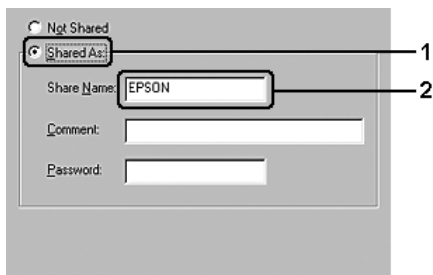 Not Shared
Shared As: 1
Share Name: EPSON 2
Comment:
Password: